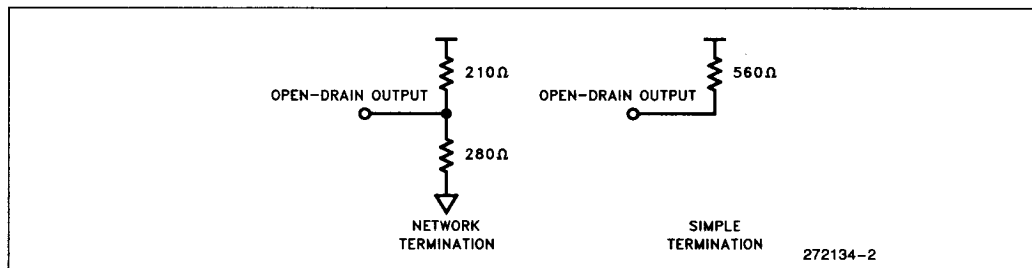 210Ω
OPEN-DRAIN OUTPUT
280Ω
NETWORK
TERMINATION
560Ω
OPEN-DRAIN OUTPUT
SIMPLE
TERMINATION
272134-2